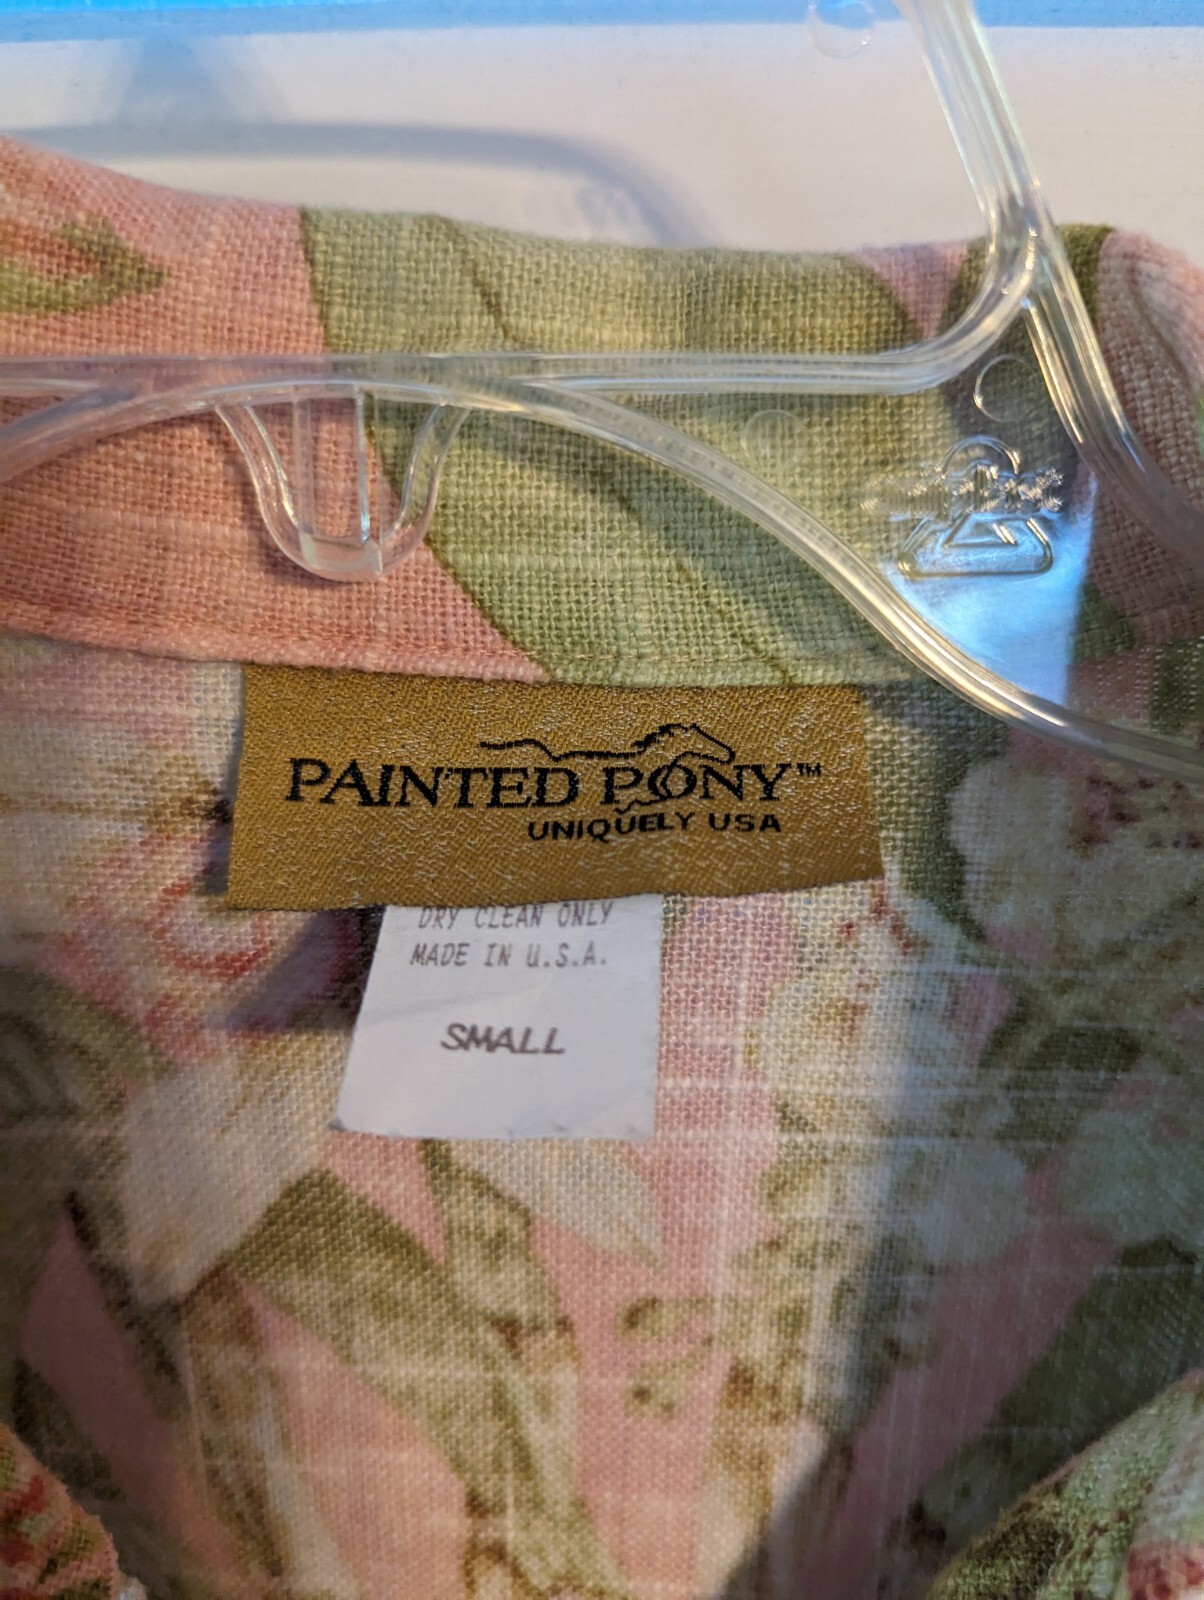 PAINTED PONY™
UNIQUELY USA
DRY CLEAN ONLY
MADE IN U.S.A.
SMALL